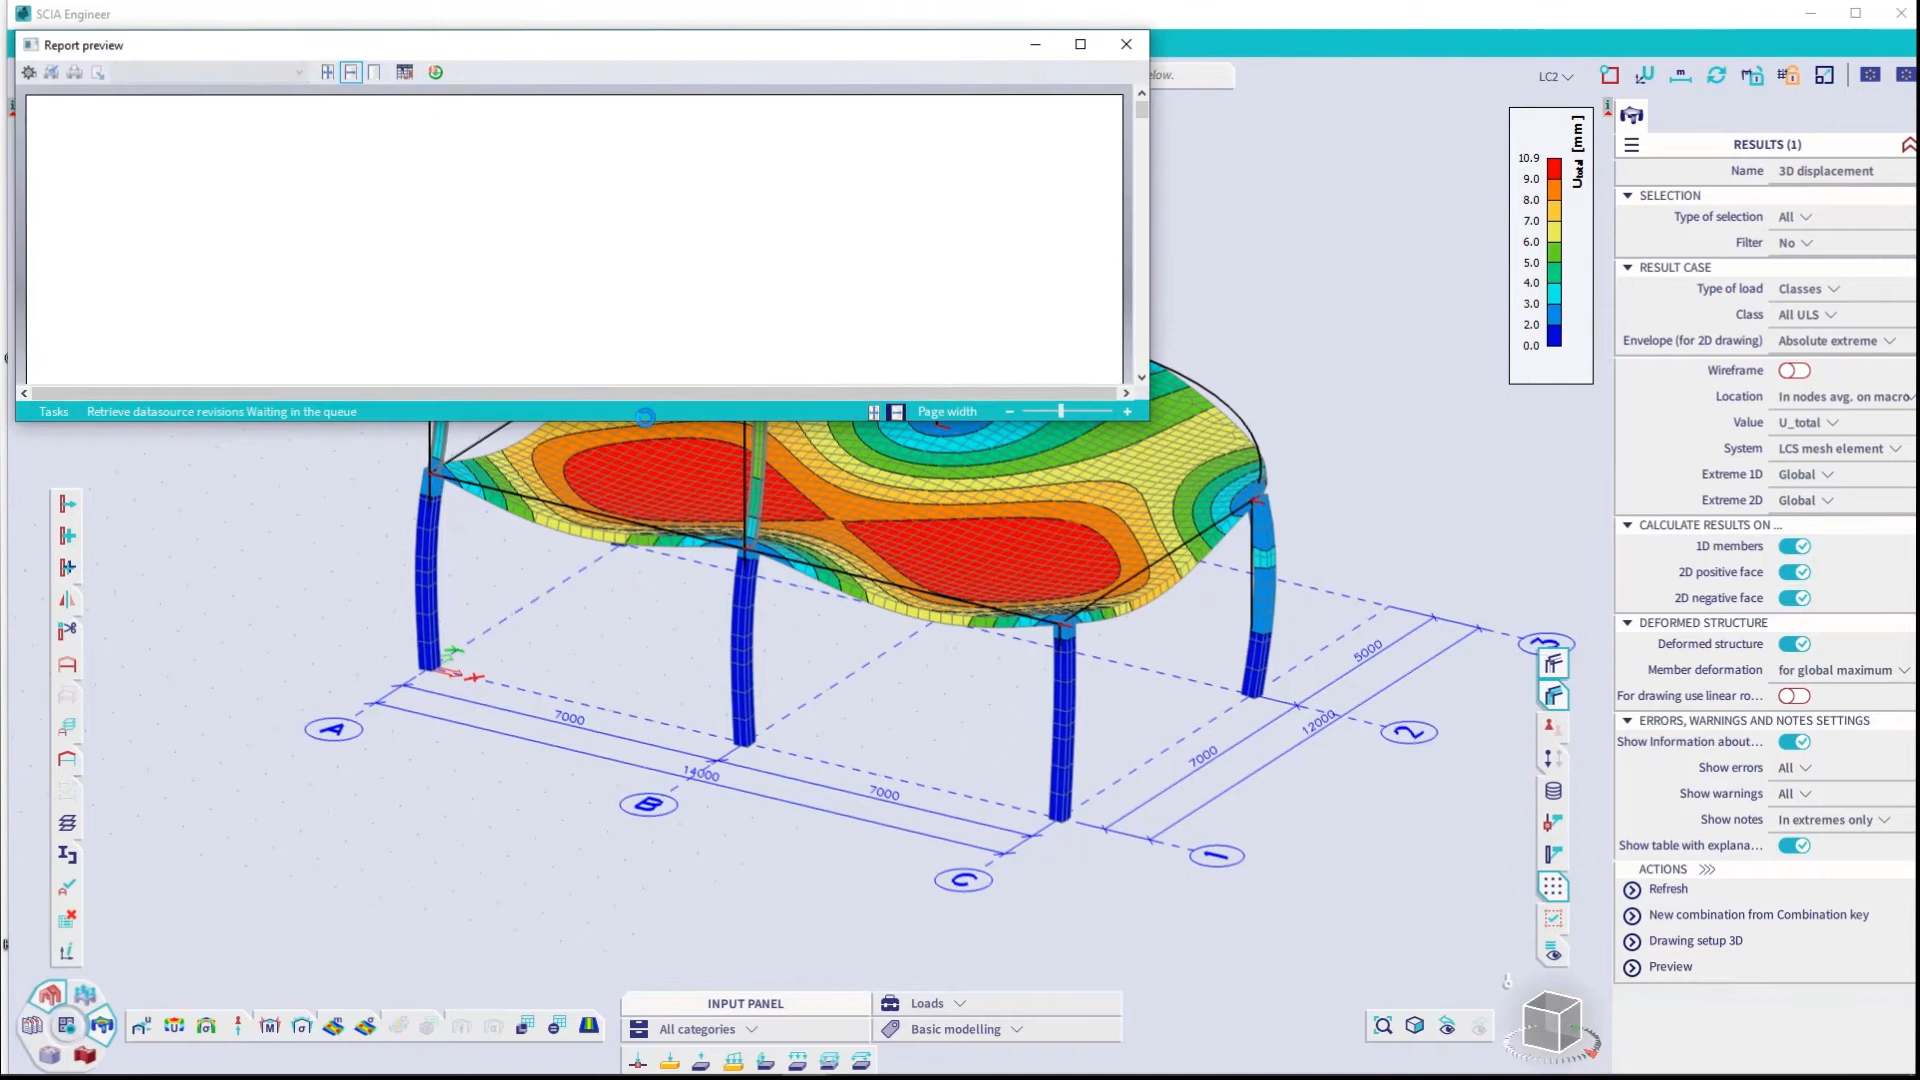 SCIA Engineer
Report preview
elow.
LC2
Tasks
Retrieve datasource revisions Waiting in the queue
Page width
Utotal [mm]
10.9
9.0
8.0
7.0
6.0
5.0
4.0
3.0
2.0
0.0
RESULTS (1)
Name 3D displacement
SELECTION
Type of selection All
Filter No
RESULT CASE
Type of load Classes
Class All ULS
Envelope (for 2D drawing) Absolute extreme
Wireframe
Location In nodes avg. on macro
Value U_total
System LCS mesh element
Extreme 1D Global
Extreme 2D Global
CALCULATE RESULTS ON ...
1D members
2D positive face
2D negative face
DEFORMED STRUCTURE
Deformed structure
Member deformation for global maximum
For drawing use linear ro...
ERRORS, WARNINGS AND NOTES SETTINGS
Show Information about...
Show errors All
Show warnings All
Show notes In extremes only
Show table with explana...
ACTIONS >>>
Refresh
New combination from Combination key
Drawing setup 3D
Preview
x
y
A
B
C
1
2
3
7000
14000
7000
7000
12000
5000
INPUT PANEL
Loads
All categories
Basic modelling